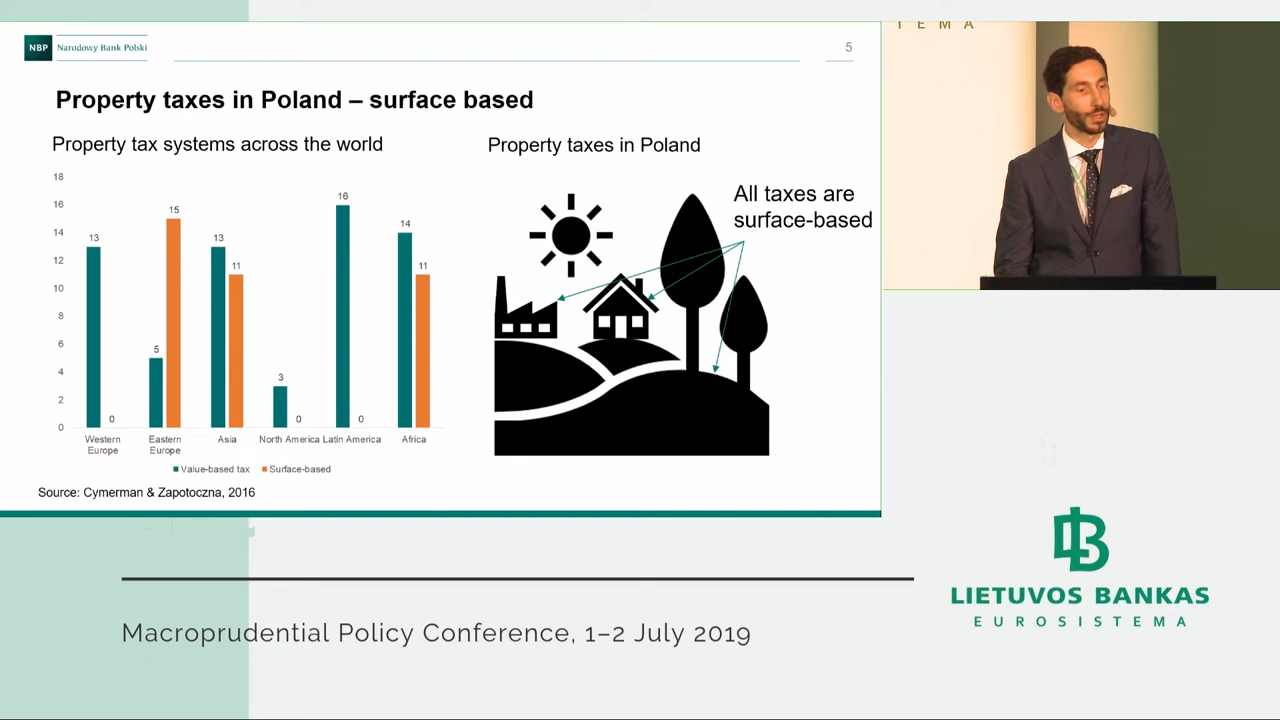 NBP
Narodowy Bank Polski
5
Property taxes in Poland – surface based
Property tax systems across the world
18
16
14
12
10
8
6
4
2
0
13
0
5
15
13
11
3
0
16
0
14
11
Western
Europe
Eastern
Europe
Asia
North America
Latin America
Africa
Value-based tax
Surface-based
Source: Cymerman & Zapotoczna, 2016
Property taxes in Poland
All taxes are
surface-based
T E M A
LIETUVOS BANKAS
EUROSISTEMA
Macroprudential Policy Conference, 1–2 July 2019